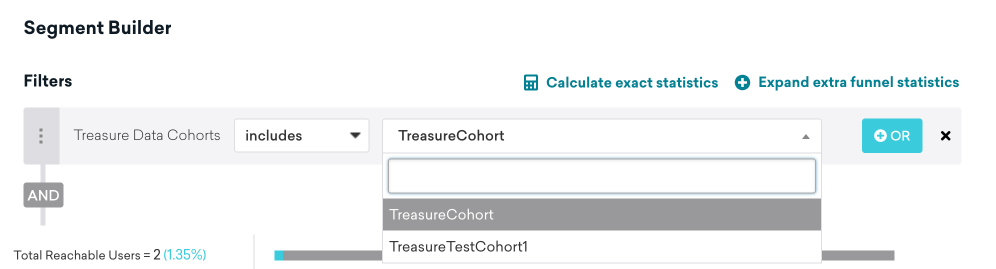 Segment Builder
Filters
Calculate exact statistics
Expand extra funnel statistics
Treasure Data Cohorts
includes
TreasureCohort
OR
AND
TreasureCohort
TreasureTestCohort1
Total Reachable Users = 2 (1.35%)